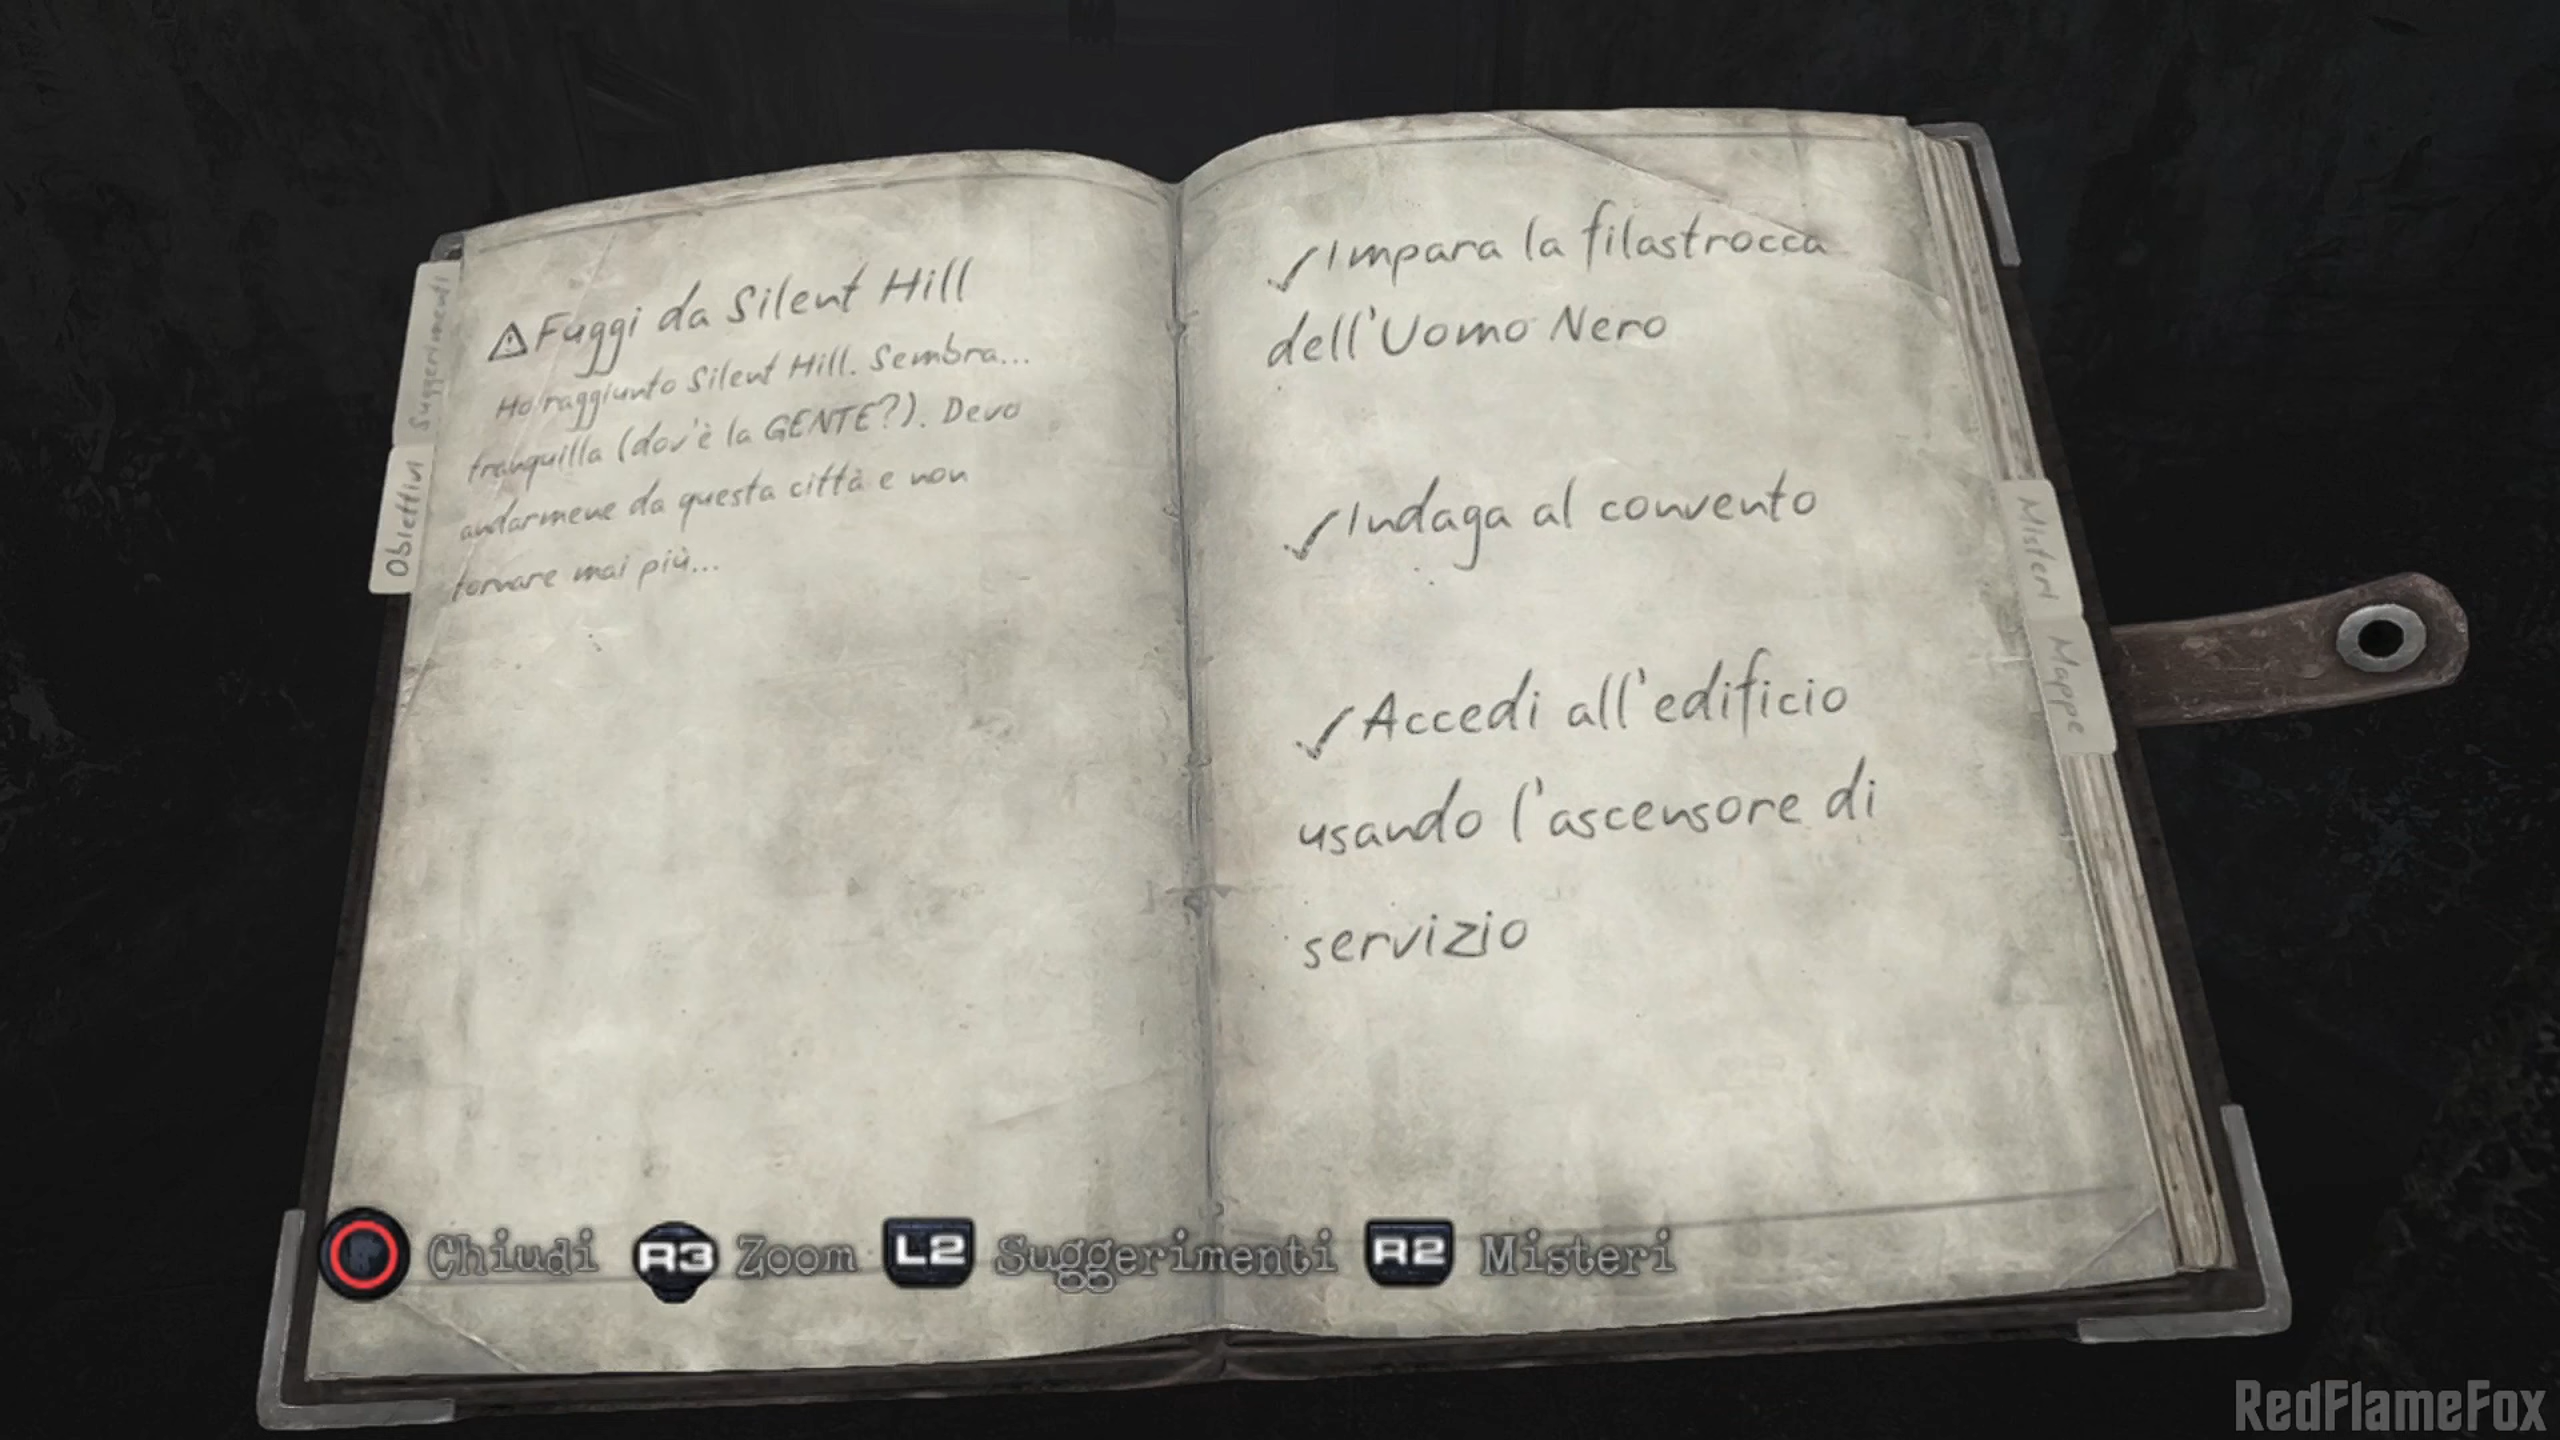 Fuggi da Silent Hill
Ho raggiunto Silent Hill. Sembra...
tranquilla (dov'è la GENTE?). Devo
andarmene da questa città e non
tornare mai più...
Suggerimenti
Obiettivi
Impara la filastrocca
dell'Uomo Nero
Indaga al convento
Accedi all'edificio
usando l'ascensore di
servizio
Misteri
Mappe
Chiudi R3 Zoom L2 Suggerimenti R2 Misteri
RedFlameFox